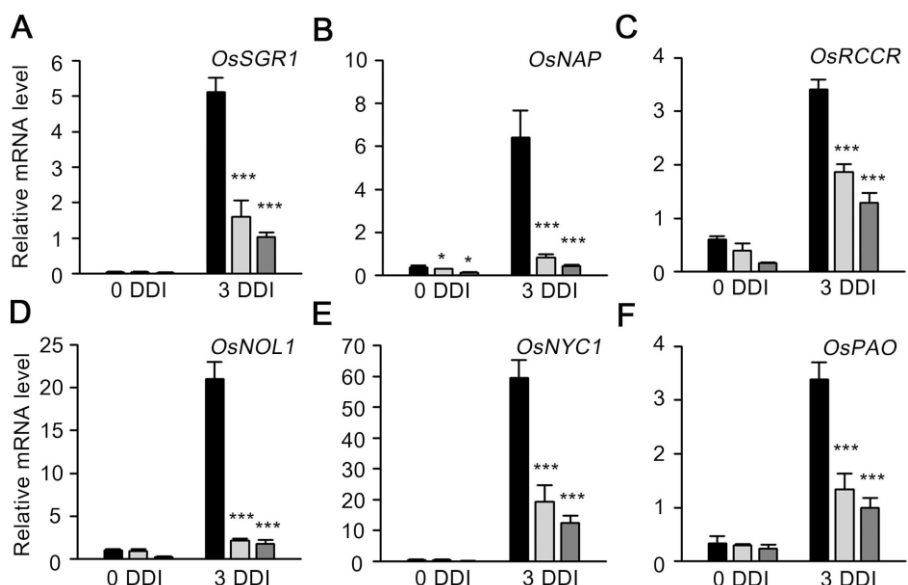 A
OsSGR1
Relative mRNA level
6
5
4
3
2
1
0
***
***
0 DDI
3 DDI
B
OsNAP
10
8
6
4
2
0
*
*
***
***
0 DDI
3 DDI
C
OsRCCR
4
3
2
1
0
***
***
0 DDI
3 DDI
D
OsNOL1
Relative mRNA level
25
20
15
10
5
0
***
***
0 DDI
3 DDI
E
OsNYC1
70
60
50
40
30
20
10
0
***
***
0 DDI
3 DDI
F
OsPAO
4
3
2
1
0
***
***
0 DDI
3 DDI